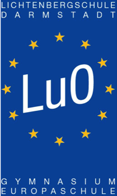 LICHTENBERGSCHULE
DARMSTADT
LuO
GYMNASIUM
EUROPASCHULE